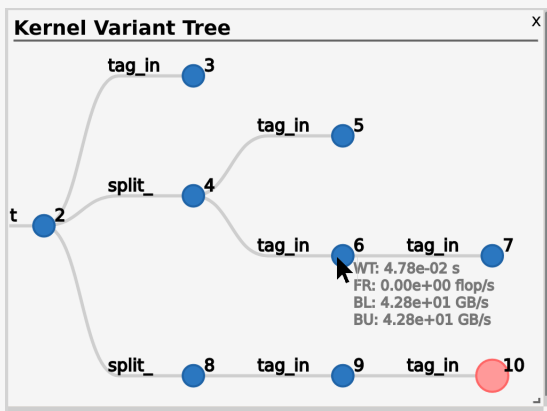 Kernel Variant Tree x
tag_in 3
tag_in 5
split_ 4
t 2
tag_in 6 tag_in 7
WT: 4.78e-02 s
FR: 0.00e+00 flop/s
BL: 4.28e+01 GB/s
BU: 4.28e+01 GB/s
split_ 8 tag_in 9 tag_in 10